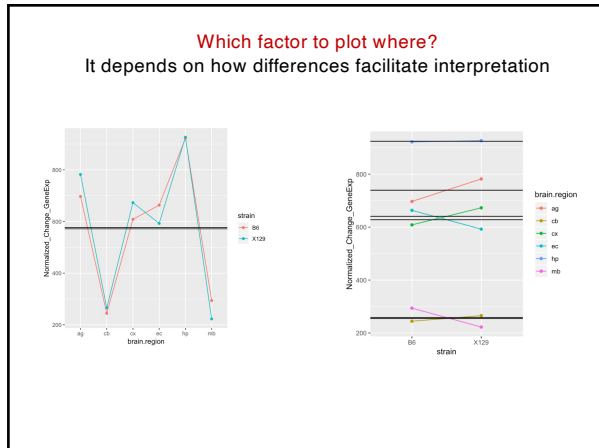 Which factor to plot where?
It depends on how differences facilitate interpretation
Normalized_Change_GeneExp
800
600
400
200
ag cb cx ec hp mb
brain.region
strain
B6
X129
Normalized_Change_GeneExp
800
600
400
200
B6 X129
strain
brain.region
ag
cb
cx
ec
hp
mb